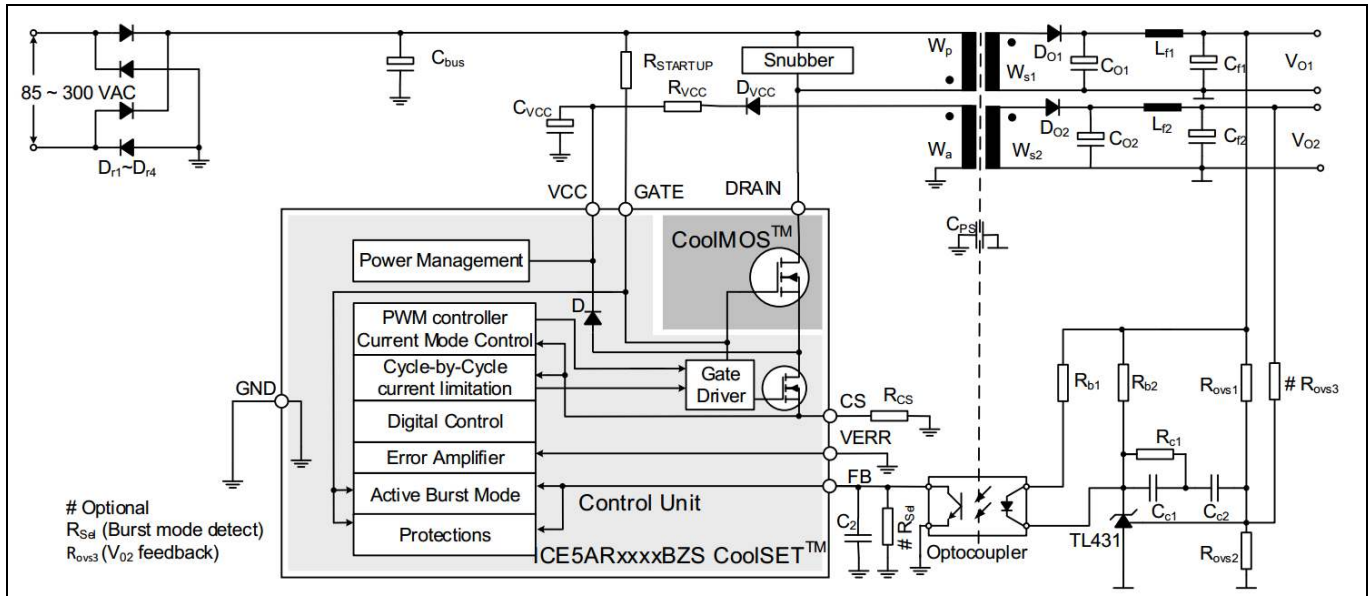 85 ~ 300 VAC
Dr1~Dr4
Cbus
RSTARTUP
Snubber
Wp
Ws1
DO1
CO1
Lf1
Cf1
VO1
CVCC
RVCC
DVCC
Wa
Ws2
DO2
CO2
Lf2
Cf2
VO2
VCC
GATE
DRAIN
CPS
CoolMOS™
Power Management
D
PWM controller
Current Mode Control
Cycle-by-Cycle
current limitation
Digital Control
Error Amplifier
Active Burst Mode
Protections
Gate
Driver
GND
CS
RCS
VERR
FB
Control Unit
ICE5ARxxxxBZS CoolSET™
C2
# RSel
Optocoupler
Rb1
Rb2
Rovs1
# Rovs3
Rc1
Cc1
Cc2
TL431
Rovs2
# Optional
RSel (Burst mode detect)
Rovs3 (V02 feedback)